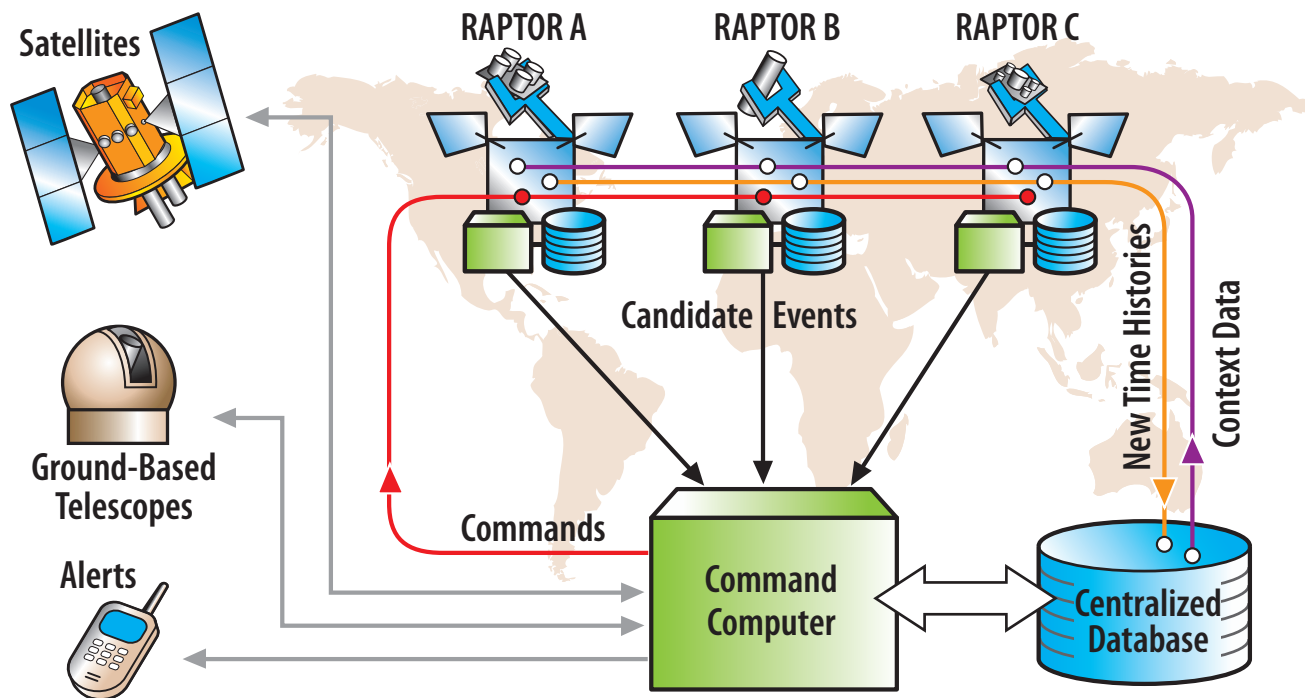 Satellites
RAPTOR A
RAPTOR B
RAPTOR C
Candidate Events
New Time Histories
Context Data
Ground-Based
Telescopes
Commands
Alerts
Command
Computer
Centralized
Database